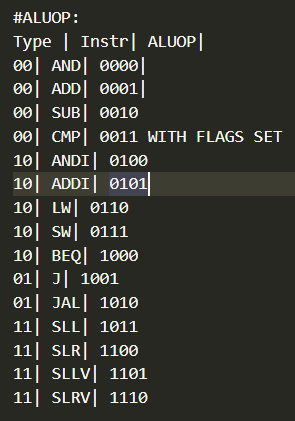 #ALUOP:
Type | Instr| ALUOP|
00| AND| 0000|
00| ADD| 0001|
00| SUB| 0010
00| CMP| 0011 WITH FLAGS SET
10| ANDI| 0100
10| ADDI| 0101
10| LW| 0110
10| SW| 0111
10| BEQ| 1000
01| J| 1001
01| JAL| 1010
11| SLL| 1011
11| SLR| 1100
11| SLLV| 1101
11| SLRV| 1110